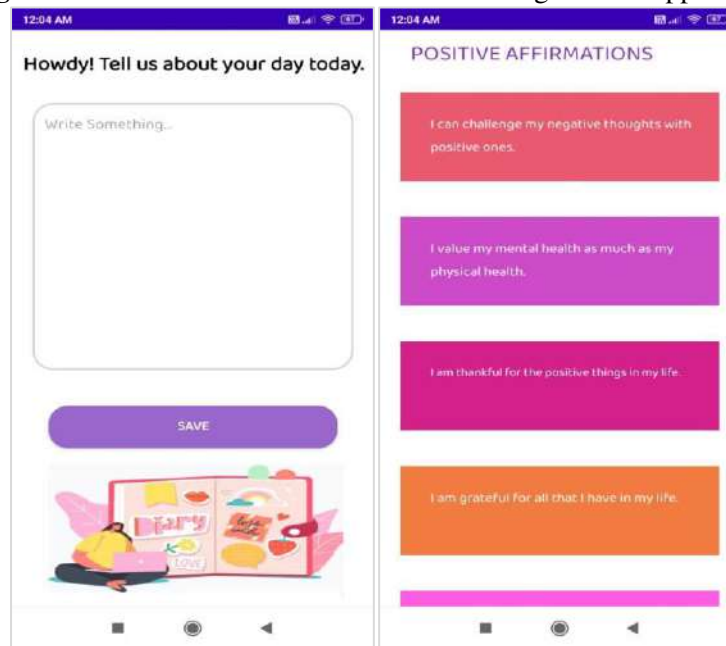 12:04 AM
67
Howdy! Tell us about your day today.
Write Something...
SAVE
Diary
LOVE
12:04 AM
67
POSITIVE AFFIRMATIONS
I can challenge my negative thoughts with
positive ones.
I value my mental health as much as my
physical health.
I am thankful for the positive things in my life.
I am grateful for all that I have in my life.